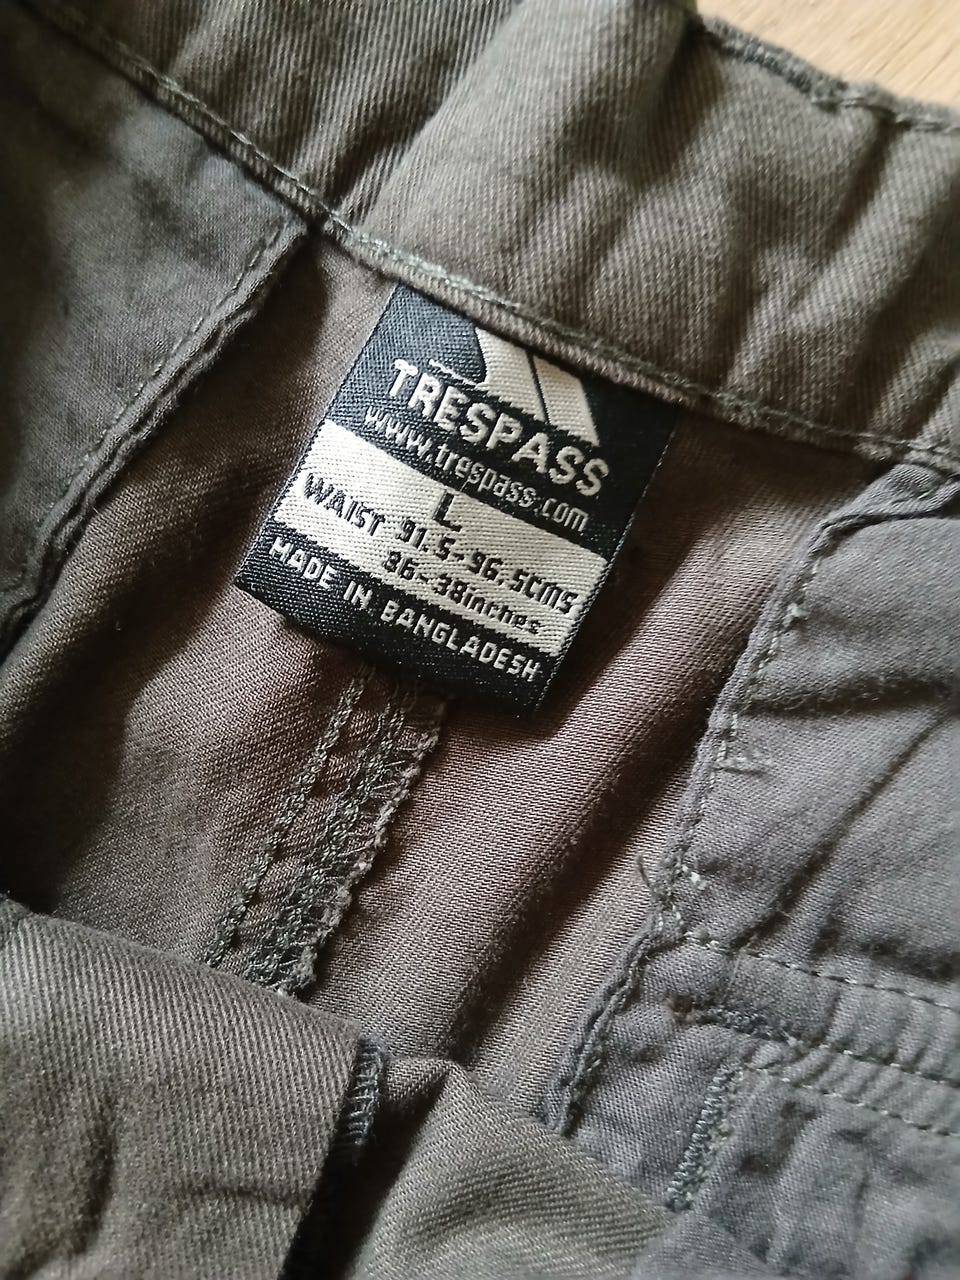 TRESPASS
www.trespass.com
L
WAIST 91.5-96.5CMS
36-38inches
MADE IN BANGLADESH